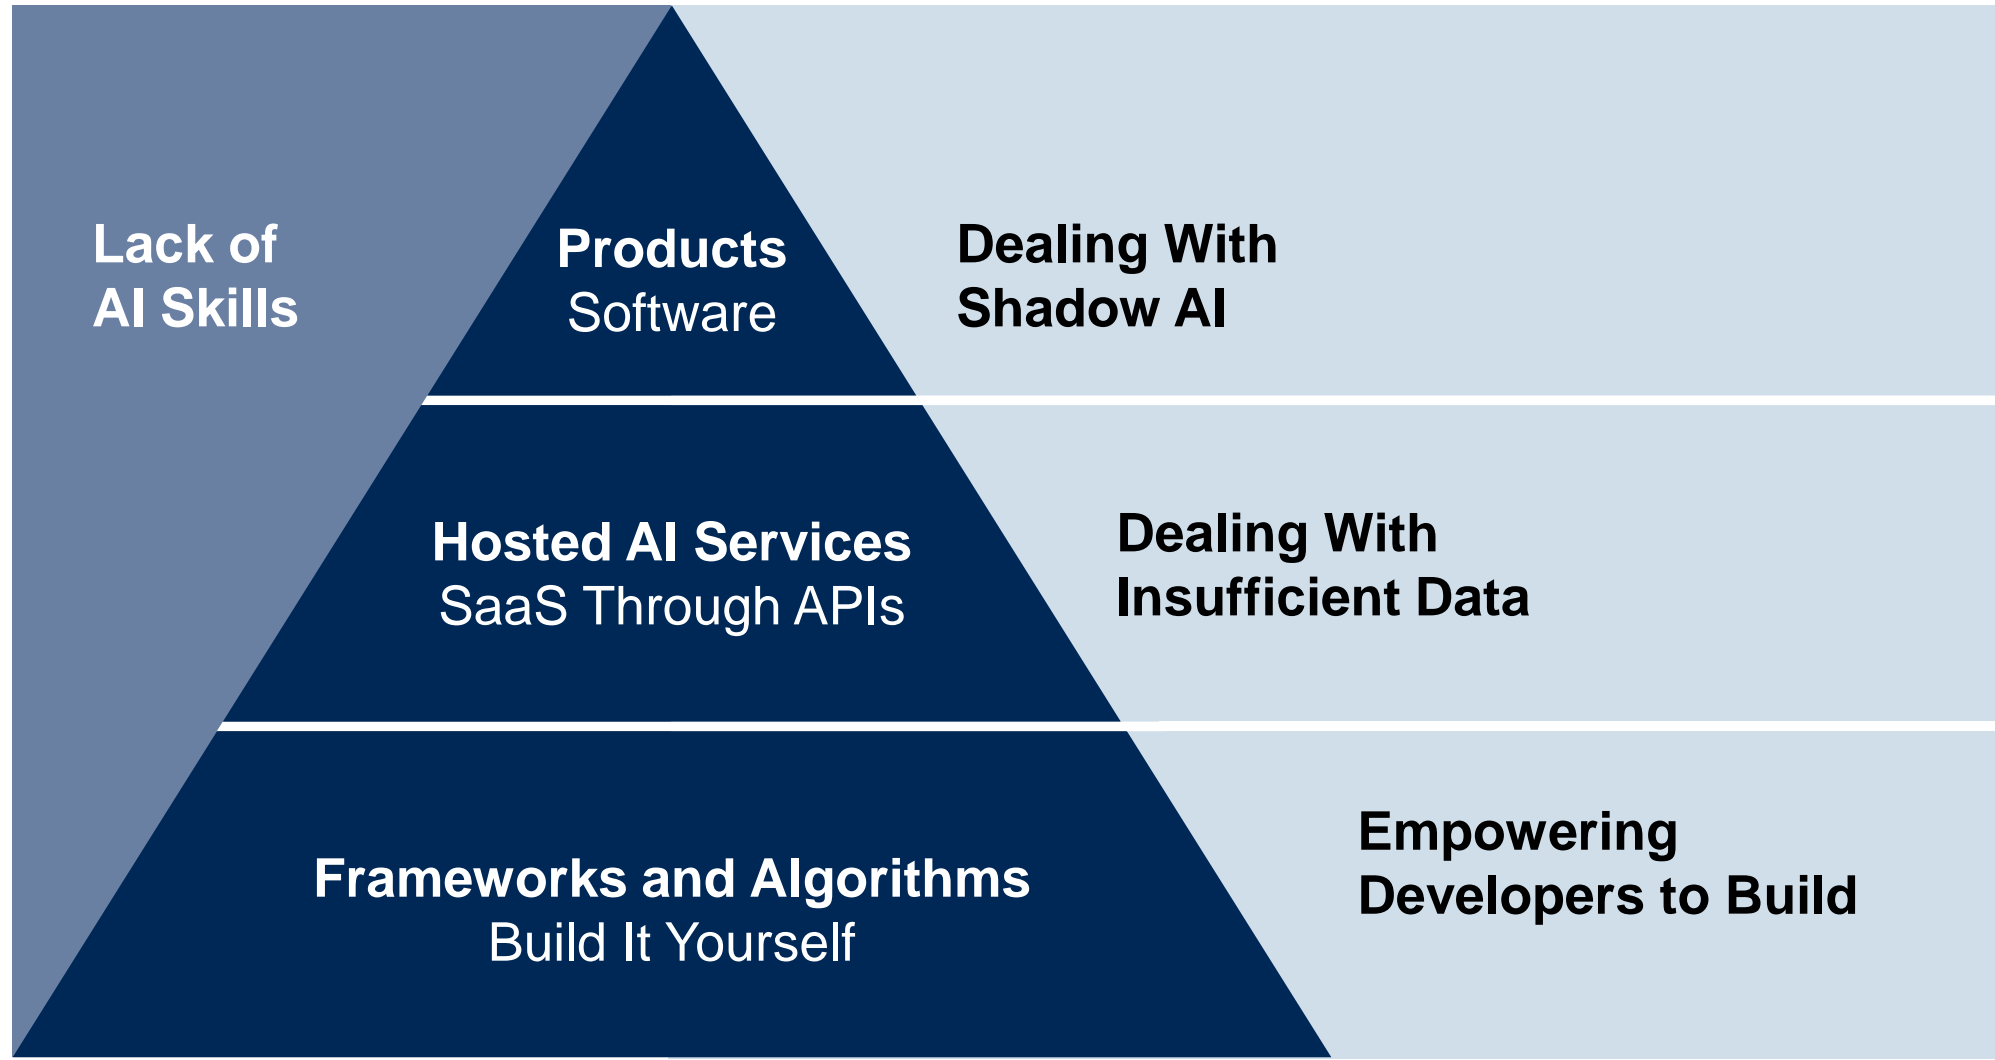 Lack of
AI Skills
Products
Software
Dealing With
Shadow AI
Hosted AI Services
SaaS Through APIs
Dealing With
Insufficient Data
Frameworks and Algorithms
Build It Yourself
Empowering
Developers to Build